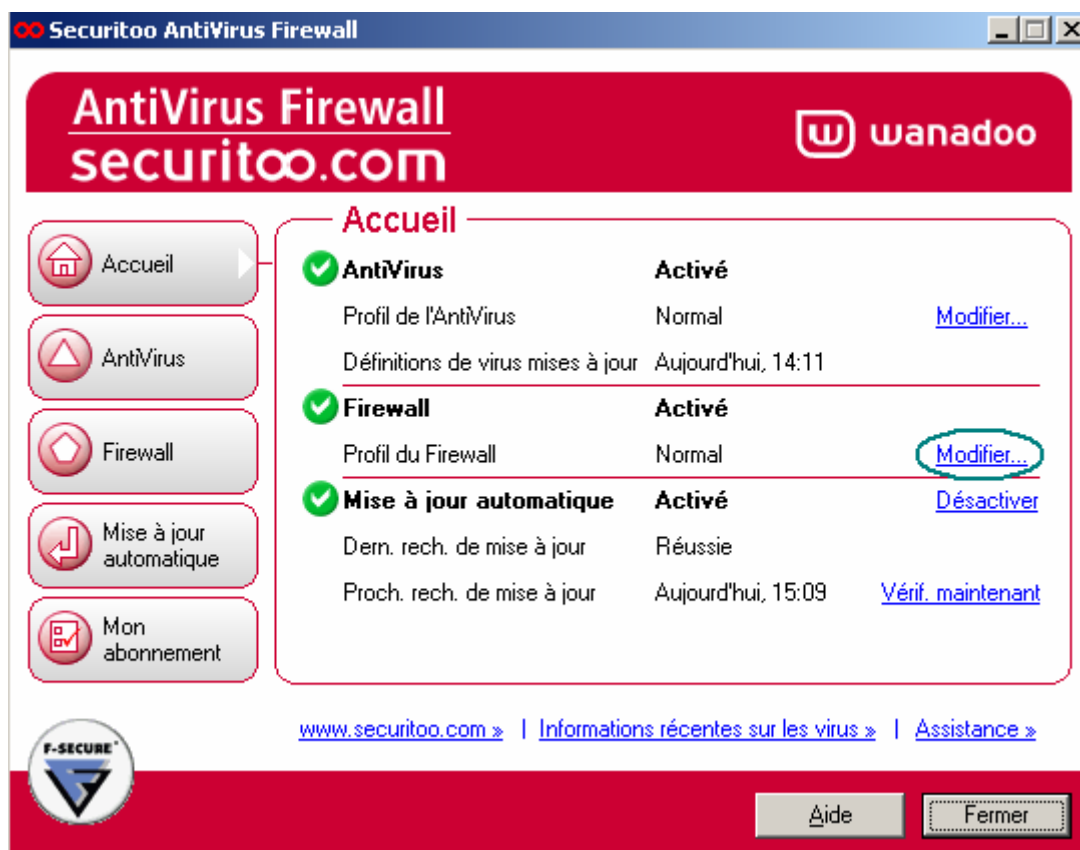 Securitoo AntiVirus Firewall
AntiVirus Firewall
securitoo.com
wanadoo
Accueil
AntiVirus
Firewall
Mise à jour
automatique
Mon
abonnement
F-SECURE
Accueil
AntiVirus Activé
Profil de l'AntiVirus Normal Modifier...
Définitions de virus mises à jour Aujourd'hui, 14:11
Firewall Activé
Profil du Firewall Normal Modifier...
Mise à jour automatique Activé Désactiver
Dern. rech. de mise à jour Réussie
Proch. rech. de mise à jour Aujourd'hui, 15:09 Vérif. maintenant
www.securitoo.com » | Informations récentes sur les virus » | Assistance »
Aide Fermer